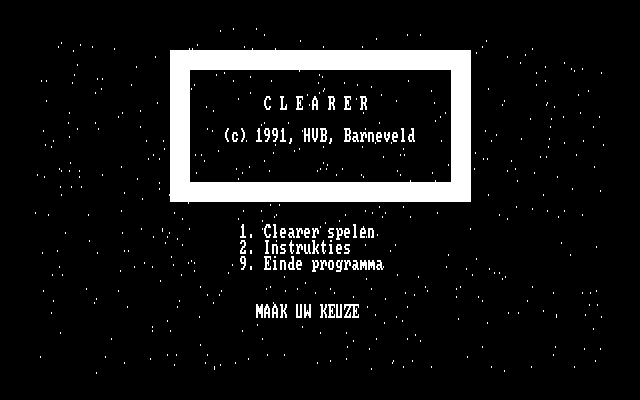 C L E A R E R
(c) 1991, HVB, Barneveld
1. Clearer spelen
2. Instrukties
9. Einde programma
MAAK UW KEUZE